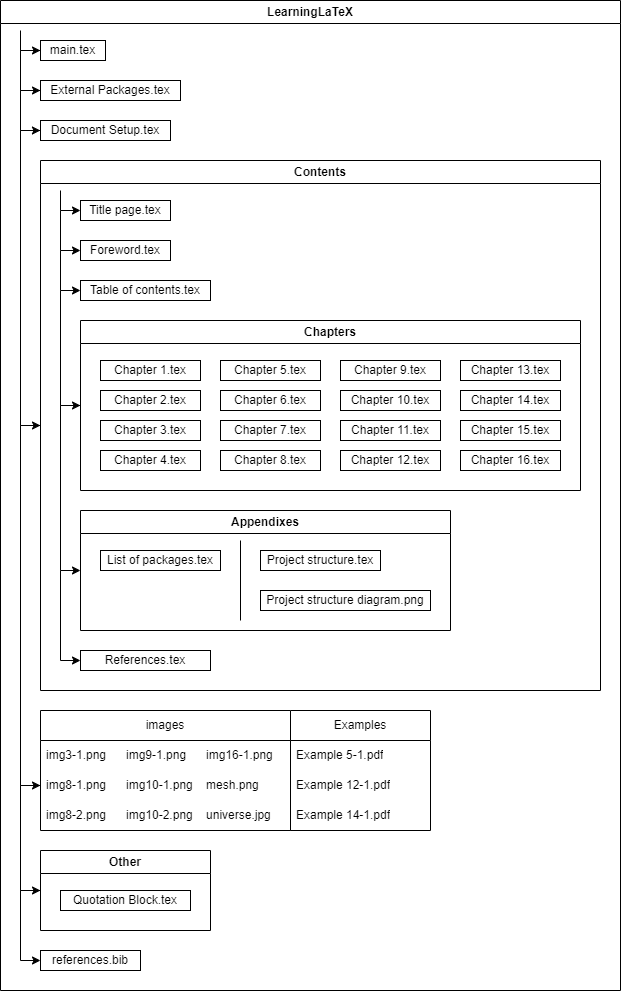 LearningLaTeX
main.tex
External Packages.tex
Document Setup.tex
Contents
Title page.tex
Foreword.tex
Table of contents.tex
Chapters
Chapter 1.tex Chapter 5.tex Chapter 9.tex Chapter 13.tex
Chapter 2.tex Chapter 6.tex Chapter 10.tex Chapter 14.tex
Chapter 3.tex Chapter 7.tex Chapter 11.tex Chapter 15.tex
Chapter 4.tex Chapter 8.tex Chapter 12.tex Chapter 16.tex
Appendixes
List of packages.tex Project structure.tex
Project structure diagram.png
References.tex
images Examples
img3-1.png img9-1.png img16-1.png Example 5-1.pdf
img8-1.png img10-1.png mesh.png Example 12-1.pdf
img8-2.png img10-2.png universe.jpg Example 14-1.pdf
Other
Quotation Block.tex
references.bib